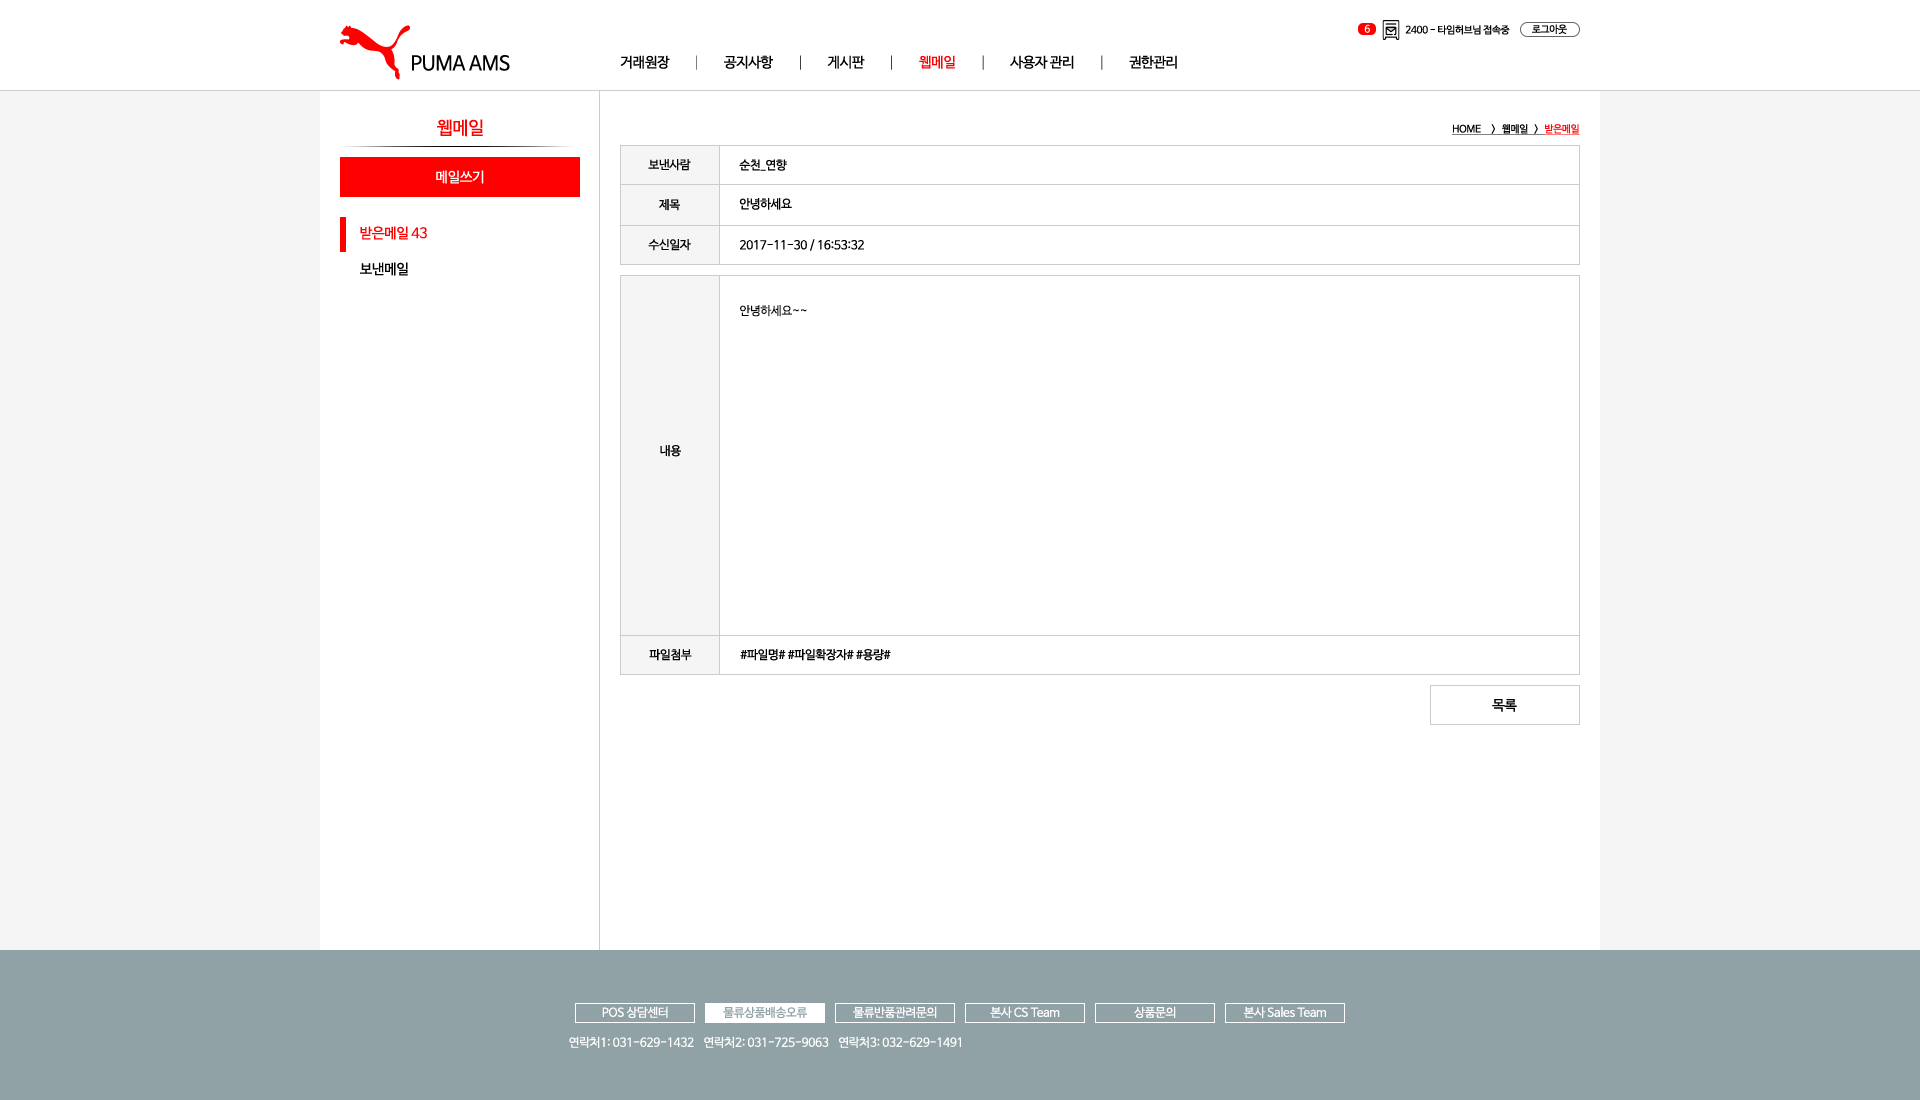 6 2400 - 타임허브님 접속중 로그아웃
PUMA AMS
거래원장 | 공지사항 | 게시판 | 웹메일 | 사용자 관리 | 권한관리
웹메일
메일쓰기
받은메일 43
보낸메일
HOME > 웹메일 > 받은메일
보낸사람 순천_연향
제목 안녕하세요
수신일자 2017-11-30 / 16:53:32
안녕하세요~~
내용
파일첨부 #파일명# #파일확장자# #용량#
목록
POS 상담센터 물류상품배송오류 물류반품관려문의 본사 CS Team 상품문의 본사 Sales Team
연락처1: 031-629-1432 연락처2: 031-725-9063 연락처3: 032-629-1491